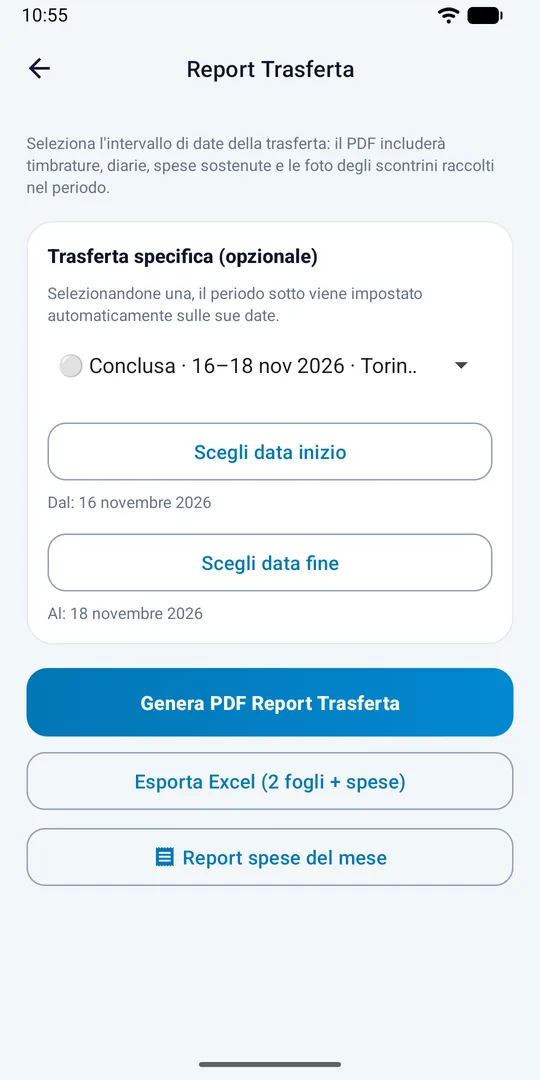 10:55
Report Trasferta
Seleziona l'intervallo di date della trasferta: il PDF includerà
timbrature, diarie, spese sostenute e le foto degli scontrini raccolti
nel periodo.
Trasferta specifica (opzionale)
Selezionandone una, il periodo sotto viene impostato
automaticamente sulle sue date.
Conclusa · 16–18 nov 2026 · Torin..
Scegli data inizio
Dal: 16 novembre 2026
Scegli data fine
Al: 18 novembre 2026
Genera PDF Report Trasferta
Esporta Excel (2 fogli + spese)
Report spese del mese